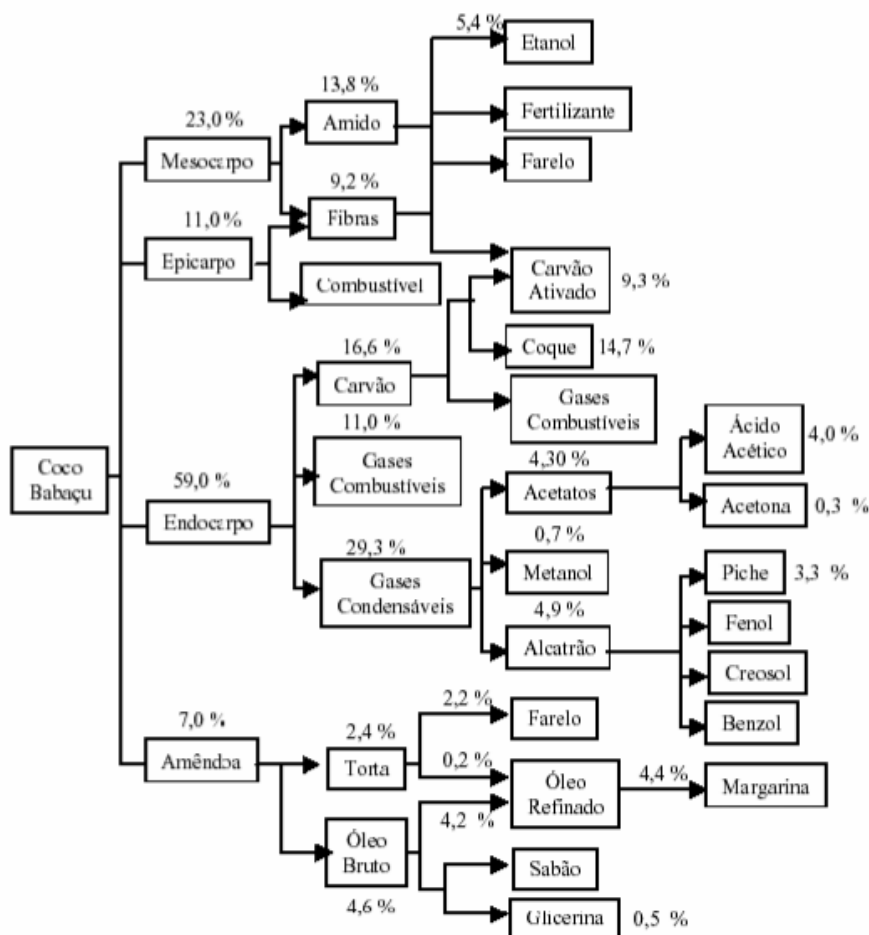 5,4 %
Etanol
13,8 %
23,0%
Amido
Fertilizante
Mesocarpo
9,2 %
Farelo
11,0%
Fibras
Epicarpo
Combustível
Carvão
Ativado
9,3 %
16,6 %
Coque
14,7 %
Carvão
11,0 %
Gases
Combustíveis
Ácido
Acético
4,0%
Coco
Babaçu
59,0 %
Gases
Combustíveis
4,30 %
Acetatos
Acetona
0,3 %
Endocarpo
0,7 %
29,3 %
Metanol
Piche
3,3 %
Gases
Condensáveis
4,9 %
Fenol
Alcatrão
Creosol
2,2 %
7,0 %
2,4 %
Farelo
Benzol
Amêndoa
Torta
0,2 %
Óleo
Refinado
4,4 %
Margarina
4,2 %
Óleo
Bruto
Sabão
4,6 %
Glicerina
0,5 %